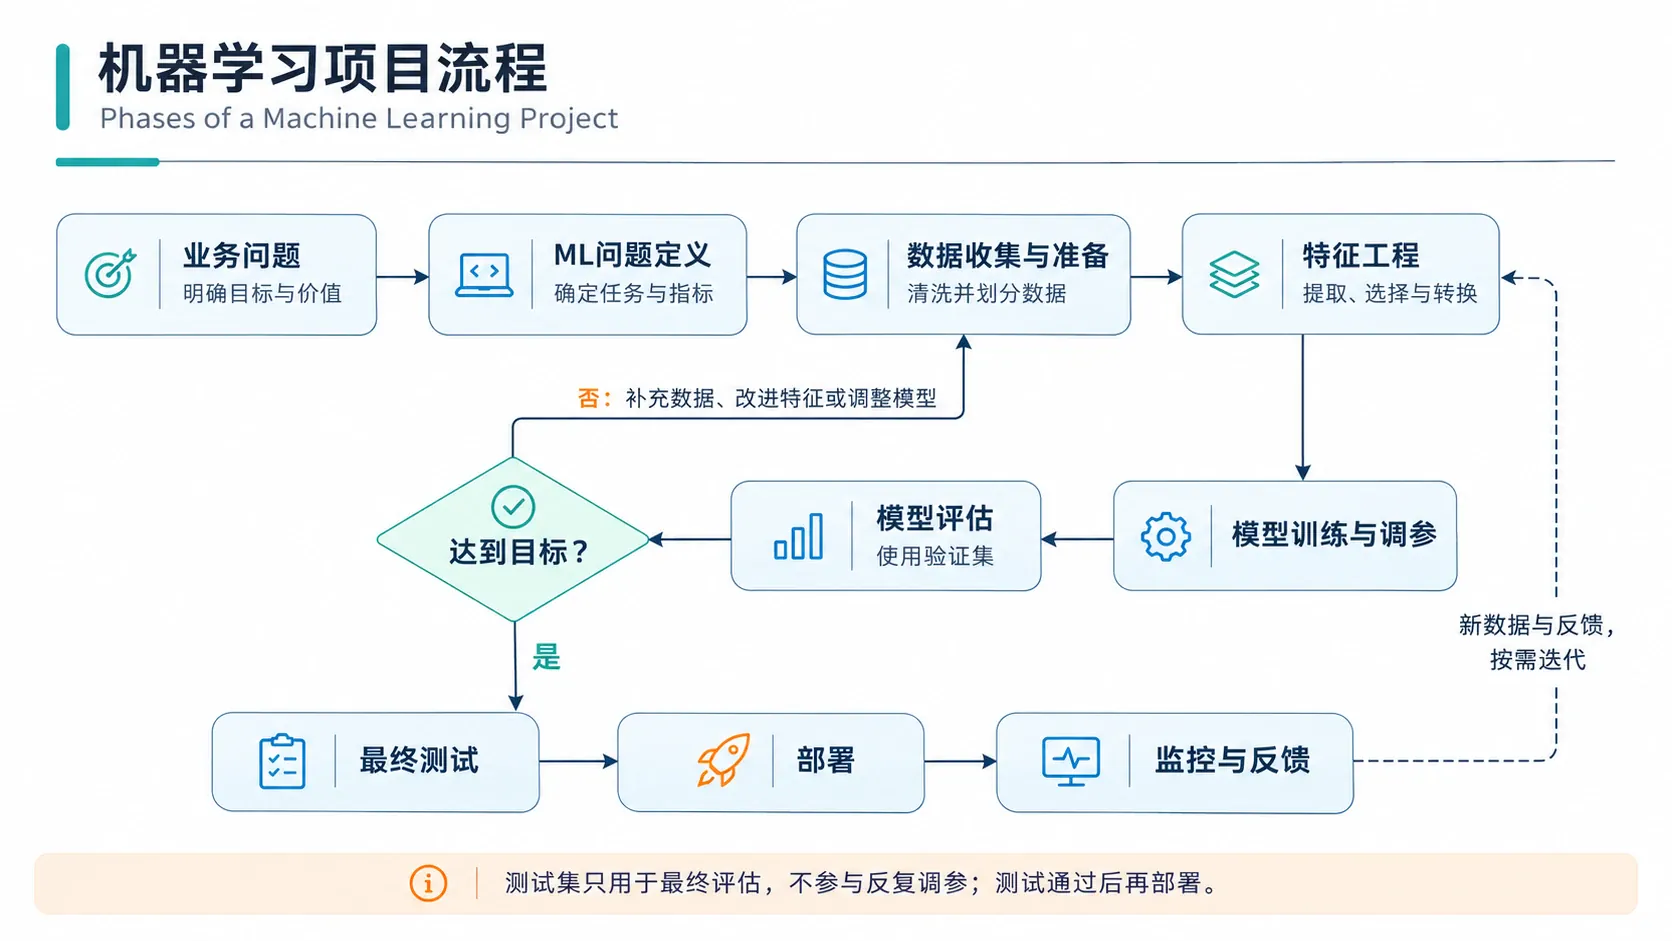 机器学习项目流程
Phases of a Machine Learning Project
业务问题
明确目标与价值
ML问题定义
确定任务与指标
数据收集与准备
清洗并划分数据
特征工程
提取、选择与转换
否：补充数据、改进特征或调整模型
达到目标？
模型评估
使用验证集
模型训练与调参
新数据与反馈，
按需迭代
是
最终测试
部署
监控与反馈
测试集只用于最终评估，不参与反复调参；测试通过后再部署。